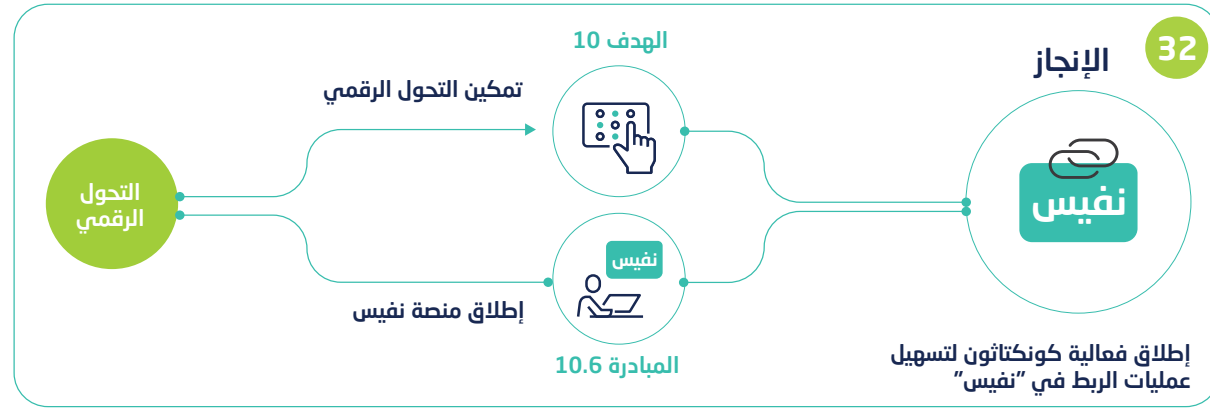 32
الإنجاز
نفيس
إطلاق فعالية كونكتاثون لتسهيل
عمليات الربط في "نفيس"
الهدف 10
تمكين التحول الرقمي
نفيس
إطلاق منصة نفيس
المبادرة 10.6
التحول
الرقمي